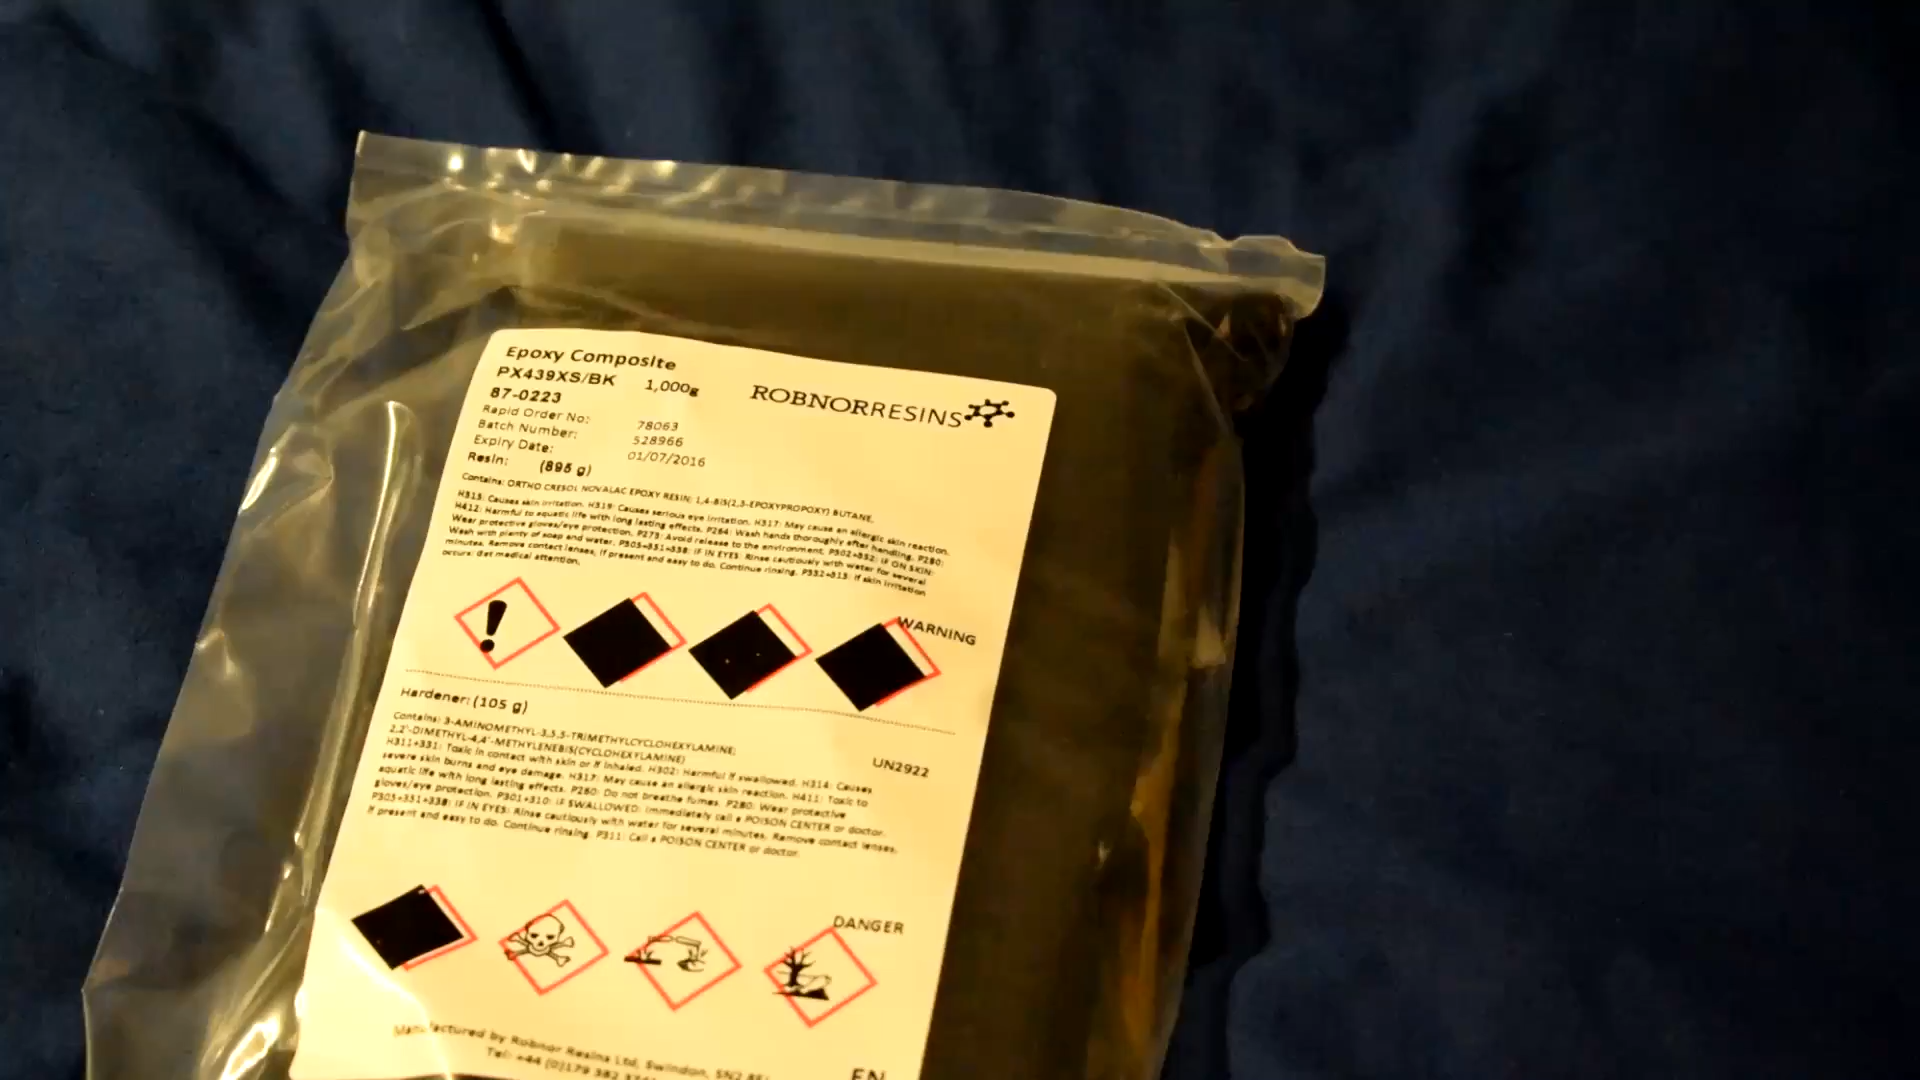 Epoxy Composite
PX439XS/BK 1,000g
ROBNORRESINS
87-0223
Rapid Order No: 78063
Batch Number: 528966
Expiry Date: 01/07/2016
Resin: (895 g)
Contains: ORTHO CRESOL NOVALAC EPOXY RESIN; 1,4-BIS(2,3-EPOXYPROPOXY) BUTANE.
H315: Causes skin irritation. H319: Causes serious eye irritation. H317: May cause an allergic skin reaction.
H412: Harmful to aquatic life with long lasting effects. P264: Wash hands thoroughly after handling. P280:
Wear protective gloves/eye protection. P273: Avoid release to the environment. P302+352: IF ON SKIN:
Wash with plenty of soap and water. P305+351+338: IF IN EYES: Rinse cautiously with water for several
minutes. Remove contact lenses, if present and easy to do. Continue rinsing. P332+313: If skin irritation
occurs: Get medical attention.
WARNING
Hardener: (105 g)
Contains: 3-AMINOMETHYL-3,5,5-TRIMETHYLCYCLOHEXYLAMINE;
2,2'-DIMETHYL-4,4'-METHYLENEBIS(CYCLOHEXYLAMINE)
UN2922
H311+331: Toxic in contact with skin or if inhaled. H302: Harmful if swallowed. H314: Causes
severe skin burns and eye damage. H317: May cause an allergic skin reaction. H411: Toxic to
aquatic life with long lasting effects. P260: Do not breathe fumes. P280: Wear protective
gloves/eye protection. P301+310: IF SWALLOWED: Immediately call a POISON CENTER or doctor.
P305+351+338: IF IN EYES: Rinse cautiously with water for several minutes. Remove contact lenses,
if present and easy to do. Continue rinsing. P311: Call a POISON CENTER or doctor.
DANGER
Manufactured by Robnor Resins Ltd, Swindon, SN2
Tel: +44 (0)179 382
EN